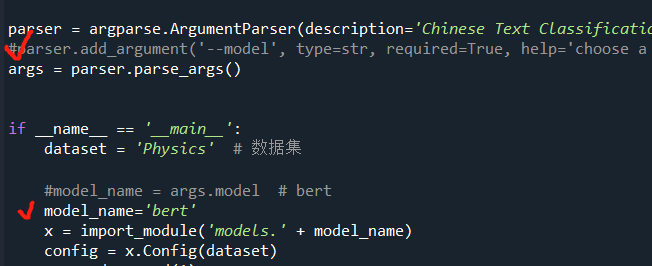 parser = argparse.ArgumentParser(description='Chinese Text Classificatio
#parser.add_argument('--model', type=str, required=True, help='choose a
args = parser.parse_args()
if __name__ == '__main__':
dataset = 'Physics'  # 数据集
#model_name = args.model  # bert
model_name='bert'
x = import_module('models.' + model_name)
config = x.Config(dataset)